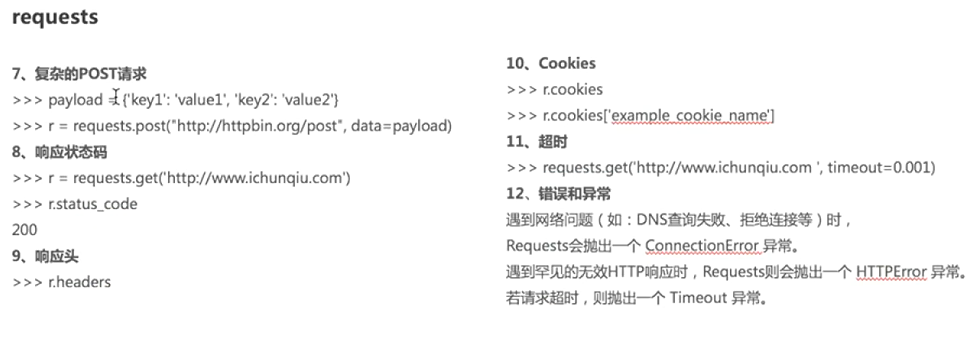 requests
7、复杂的POST请求
>>> payload = {'key1': 'value1', 'key2': 'value2'}
>>> r = requests.post("http://httpbin.org/post", data=payload)
8、响应状态码
>>> r = requests.get('http://www.ichunqiu.com')
>>> r.status_code
200
9、响应头
>>> r.headers
10、Cookies
>>> r.cookies
>>> r.cookies['example_cookie_name']
11、超时
>>> requests.get('http://www.ichunqiu.com ', timeout=0.001)
12、错误和异常
遇到网络问题（如：DNS查询失败、拒绝连接等）时，
Requests会抛出一个 ConnectionError 异常。
遇到罕见的无效HTTP响应时，Requests则会抛出一个 HTTPError 异常。
若请求超时，则抛出一个 Timeout 异常。